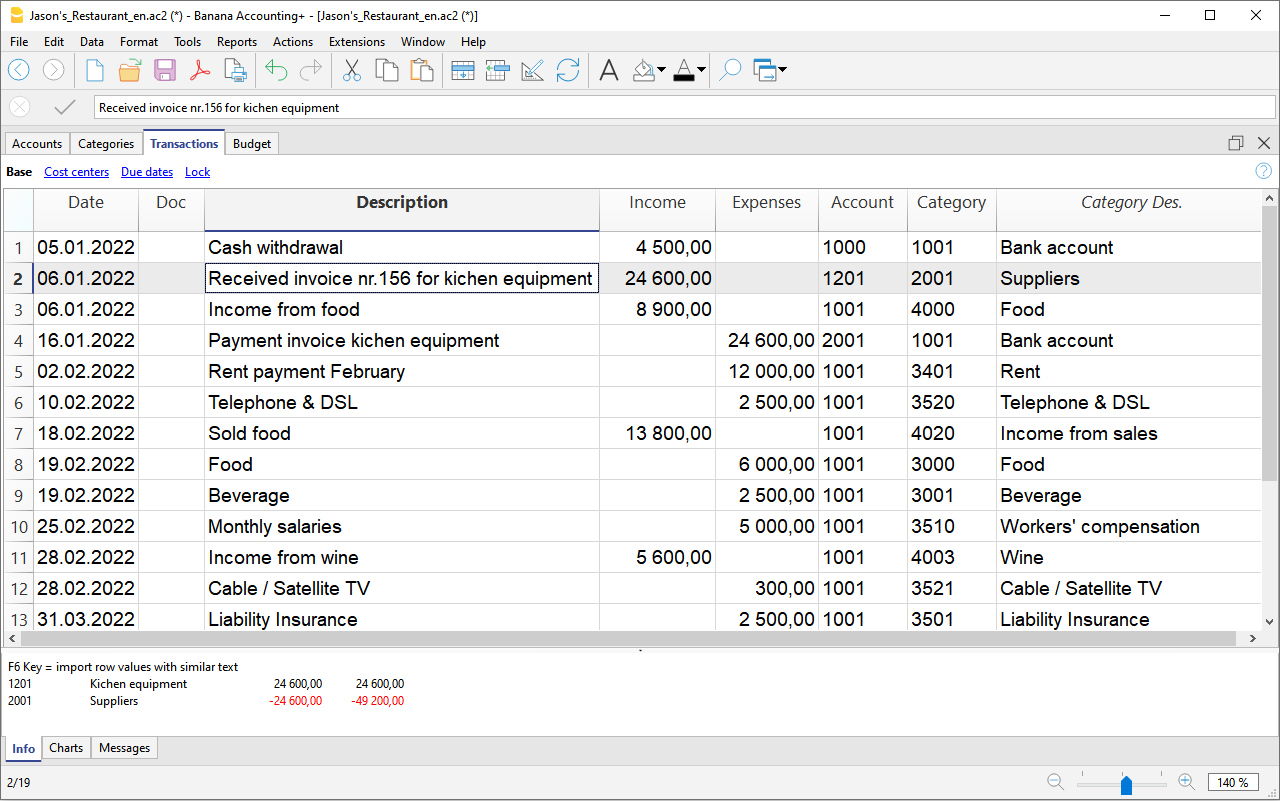 Jason's_Restaurant_en.ac2 (*) - Banana Accounting+ - [Jason's_Restaurant_en.ac2 (*)]
File Edit Data Format Tools Reports Actions Extensions Window Help
Received invoice nr.156 for kichen equipment
Accounts Categories Transactions Budget
Base Cost centers Due dates Lock
Date Doc Description Income Expenses Account Category Category Des.
1 05.01.2022 Cash withdrawal 4 500,00 1000 1001 Bank account
2 06.01.2022 Received invoice nr.156 for kichen equipment 24 600,00 1201 2001 Suppliers
3 06.01.2022 Income from food 8 900,00 1001 4000 Food
4 16.01.2022 Payment invoice kichen equipment 24 600,00 2001 1001 Bank account
5 02.02.2022 Rent payment February 12 000,00 1001 3401 Rent
6 10.02.2022 Telephone & DSL 2 500,00 1001 3520 Telephone & DSL
7 18.02.2022 Sold food 13 800,00 1001 4020 Income from sales
8 19.02.2022 Food 6 000,00 1001 3000 Food
9 19.02.2022 Beverage 2 500,00 1001 3001 Beverage
10 25.02.2022 Monthly salaries 5 000,00 1001 3510 Workers' compensation
11 28.02.2022 Income from wine 5 600,00 1001 4003 Wine
12 28.02.2022 Cable / Satellite TV 300,00 1001 3521 Cable / Satellite TV
13 31.03.2022 Liability Insurance 2 500,00 1001 3501 Liability Insurance
F6 Key = import row values with similar text
1201 Kichen equipment 24 600,00 24 600,00
2001 Suppliers -24 600,00 -49 200,00
Info Charts Messages
2/19 140 %